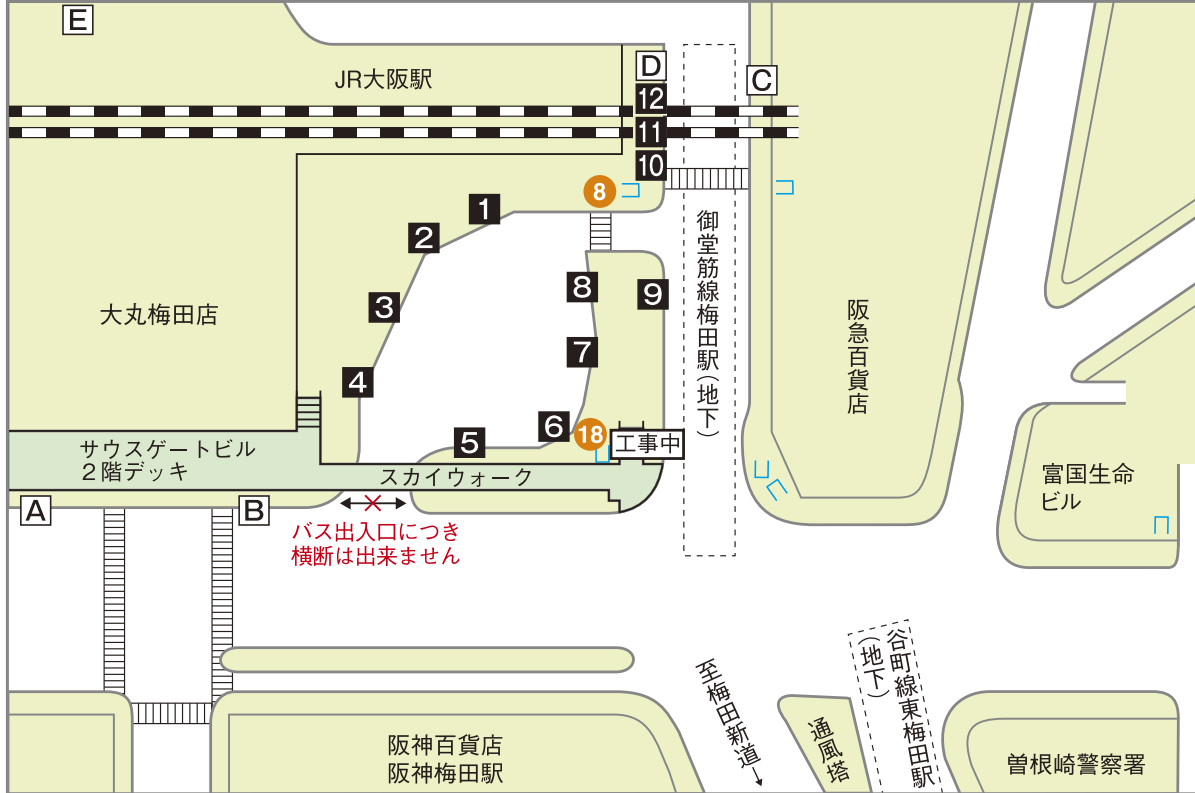 E
JR大阪駅
D
C
12
11
10
8
1
2
3
4
大丸梅田店
8
9
7
6
5
18
工事中
御堂筋線梅田駅(地下)
阪急百貨店
サウスゲートビル
2階デッキ
スカイウォーク
A
B
バス出入口につき
横断は出来ません
富国生命
ビル
至梅田新道
谷町線東梅田駅
(地下)
通風塔
阪神百貨店
阪神梅田駅
曽根崎警察署